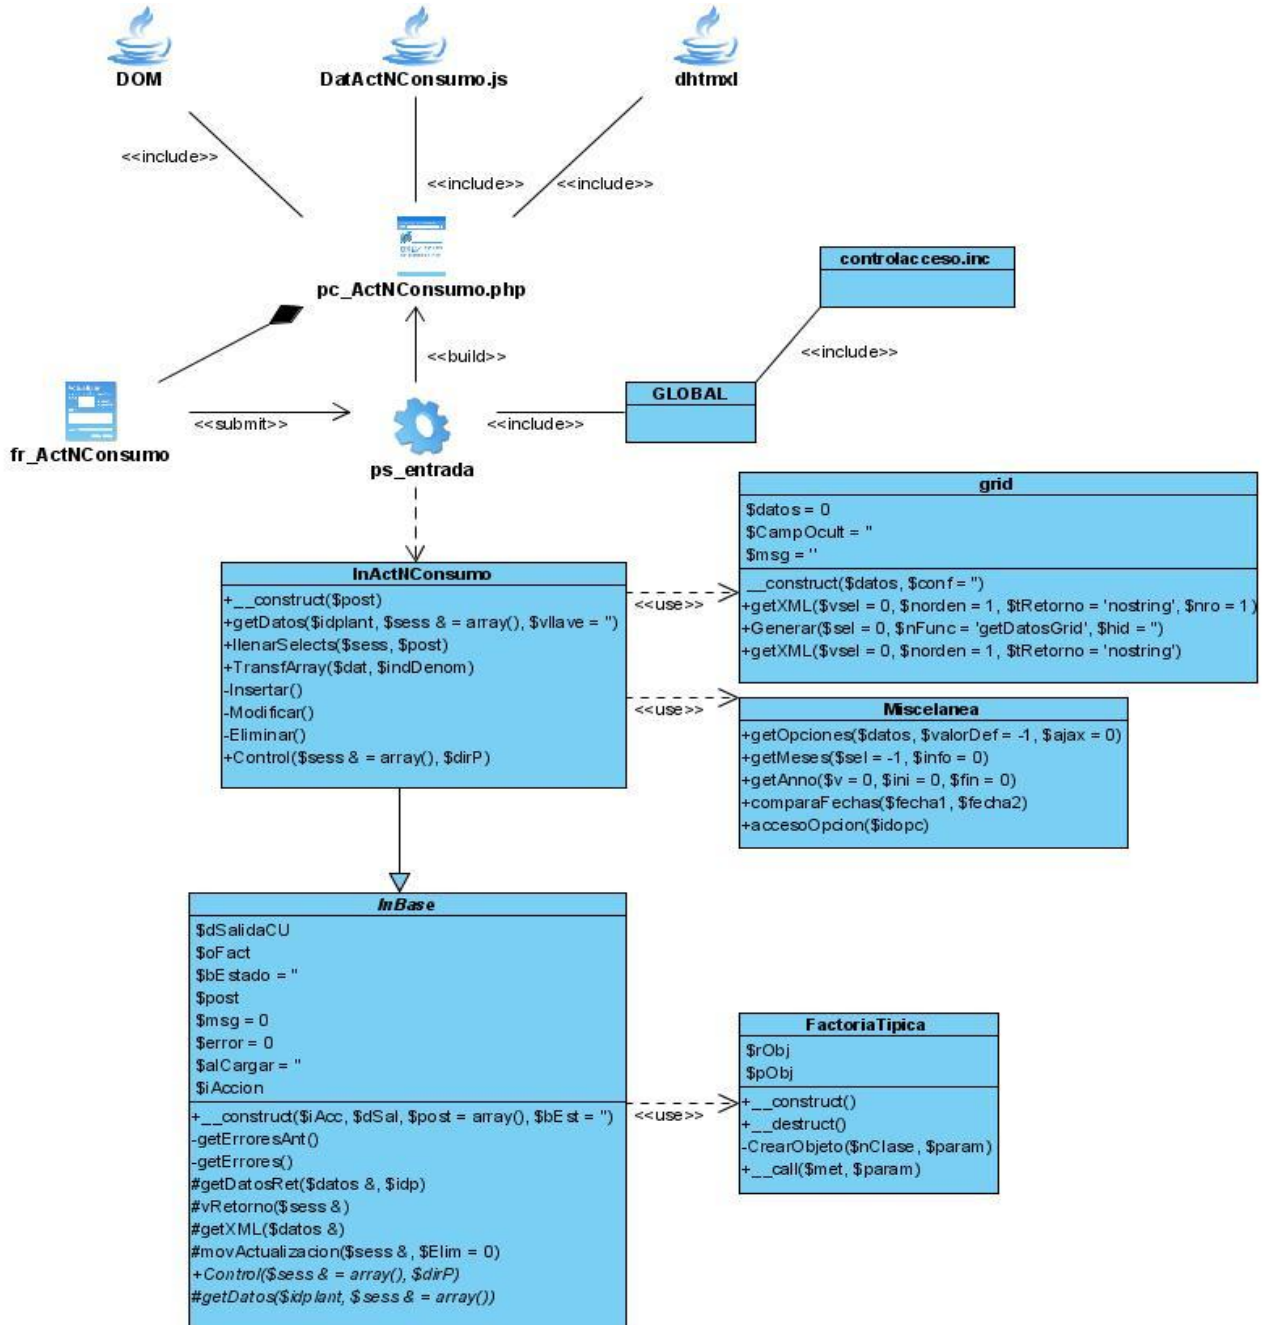 DOM
DatActNConsumo.js
dhtmxl
<<include>>
<<include>>
<<include>>
pc_ActNConsumo.php
controlacceso.inc
<<include>>
<<build>>
GLOBAL
<<submit>>
<<include>>
fr_ActNConsumo
ps_entrada
grid
$datos = 0
$CampOcult = ''
$msg = ''
__construct($datos, $conf = '')
+getXML($vsel = 0, $norden = 1, $tRetorno = 'nostring', $nro = 1)
+Generar($sel = 0, $nFunc = 'getDatosGrid', $hid = '')
+getXML($vsel = 0, $norden = 1, $tRetorno = 'nostring')
InActNConsumo
+__construct($post)
+getDatos($idplant, $sess & = array(), $vllave = '')
+llenarSelects($sess, $post)
+TransfArray($dat, $indDenom)
-Insertar()
-Modificar()
-Eliminar()
+Control($sess & = array(), $dirP)
<<use>>
<<use>>
Miscelanea
+getOpciones($datos, $valorDef = -1, $ajax = 0)
+getMeses($sel = -1, $info = 0)
+getAnno($v = 0, $ini = 0, $fin = 0)
+comparaFechas($fecha1, $fecha2)
+accesoOpcion($idopc)
InBase
$dSalidaCU
$oFact
$bEstado = ''
$post
$msg = 0
$error = 0
$alCargar = ''
$iAccion
+__construct($iAcc, $dSal, $post = array(), $bEst = '')
-getErroresAnt()
-getErrores()
#getDatosRet($datos &, $idp)
#vRetorno($sess &)
#getXML($datos &)
#movActualizacion($sess &, $Elim = 0)
+Control($sess & = array(), $dirP)
#getDatos($idplant, $sess & = array())
<<use>>
FactoriaTipica
$rObj
$pObj
+__construct()
+__destruct()
-CrearObjeto($nClase, $param)
+__call($met, $param)